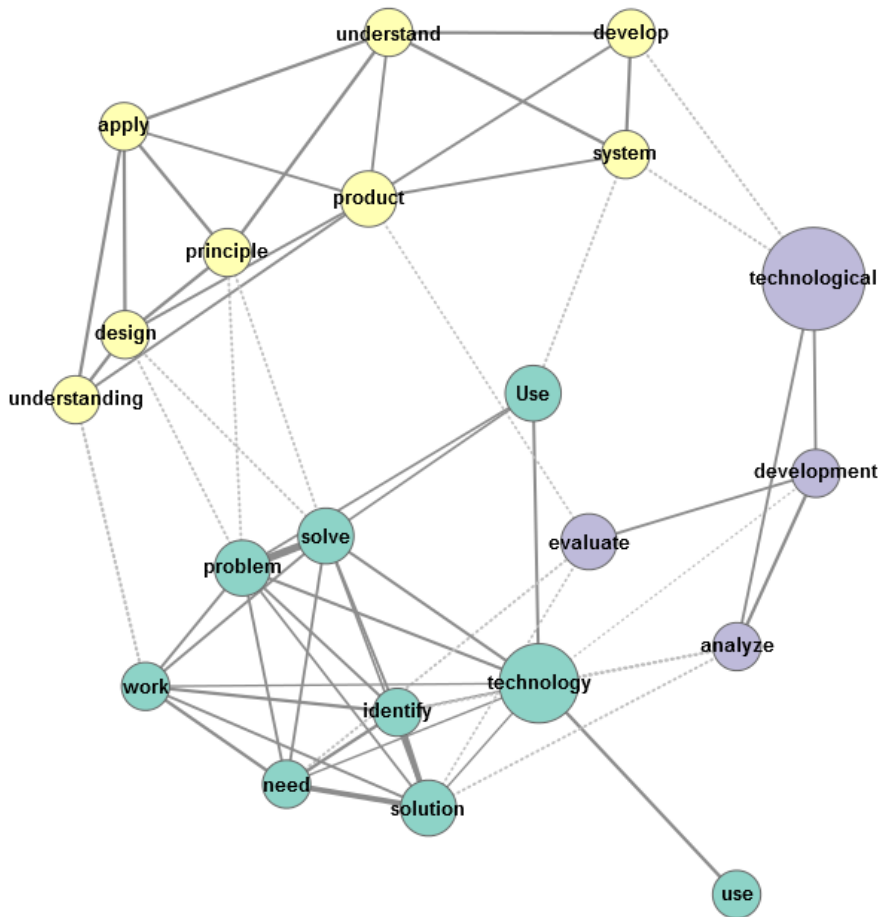 understand
develop
apply
system
product
principle
technological
design
understanding
Use
development
solve
evaluate
problem
analyze
technology
work
identify
need
solution
use